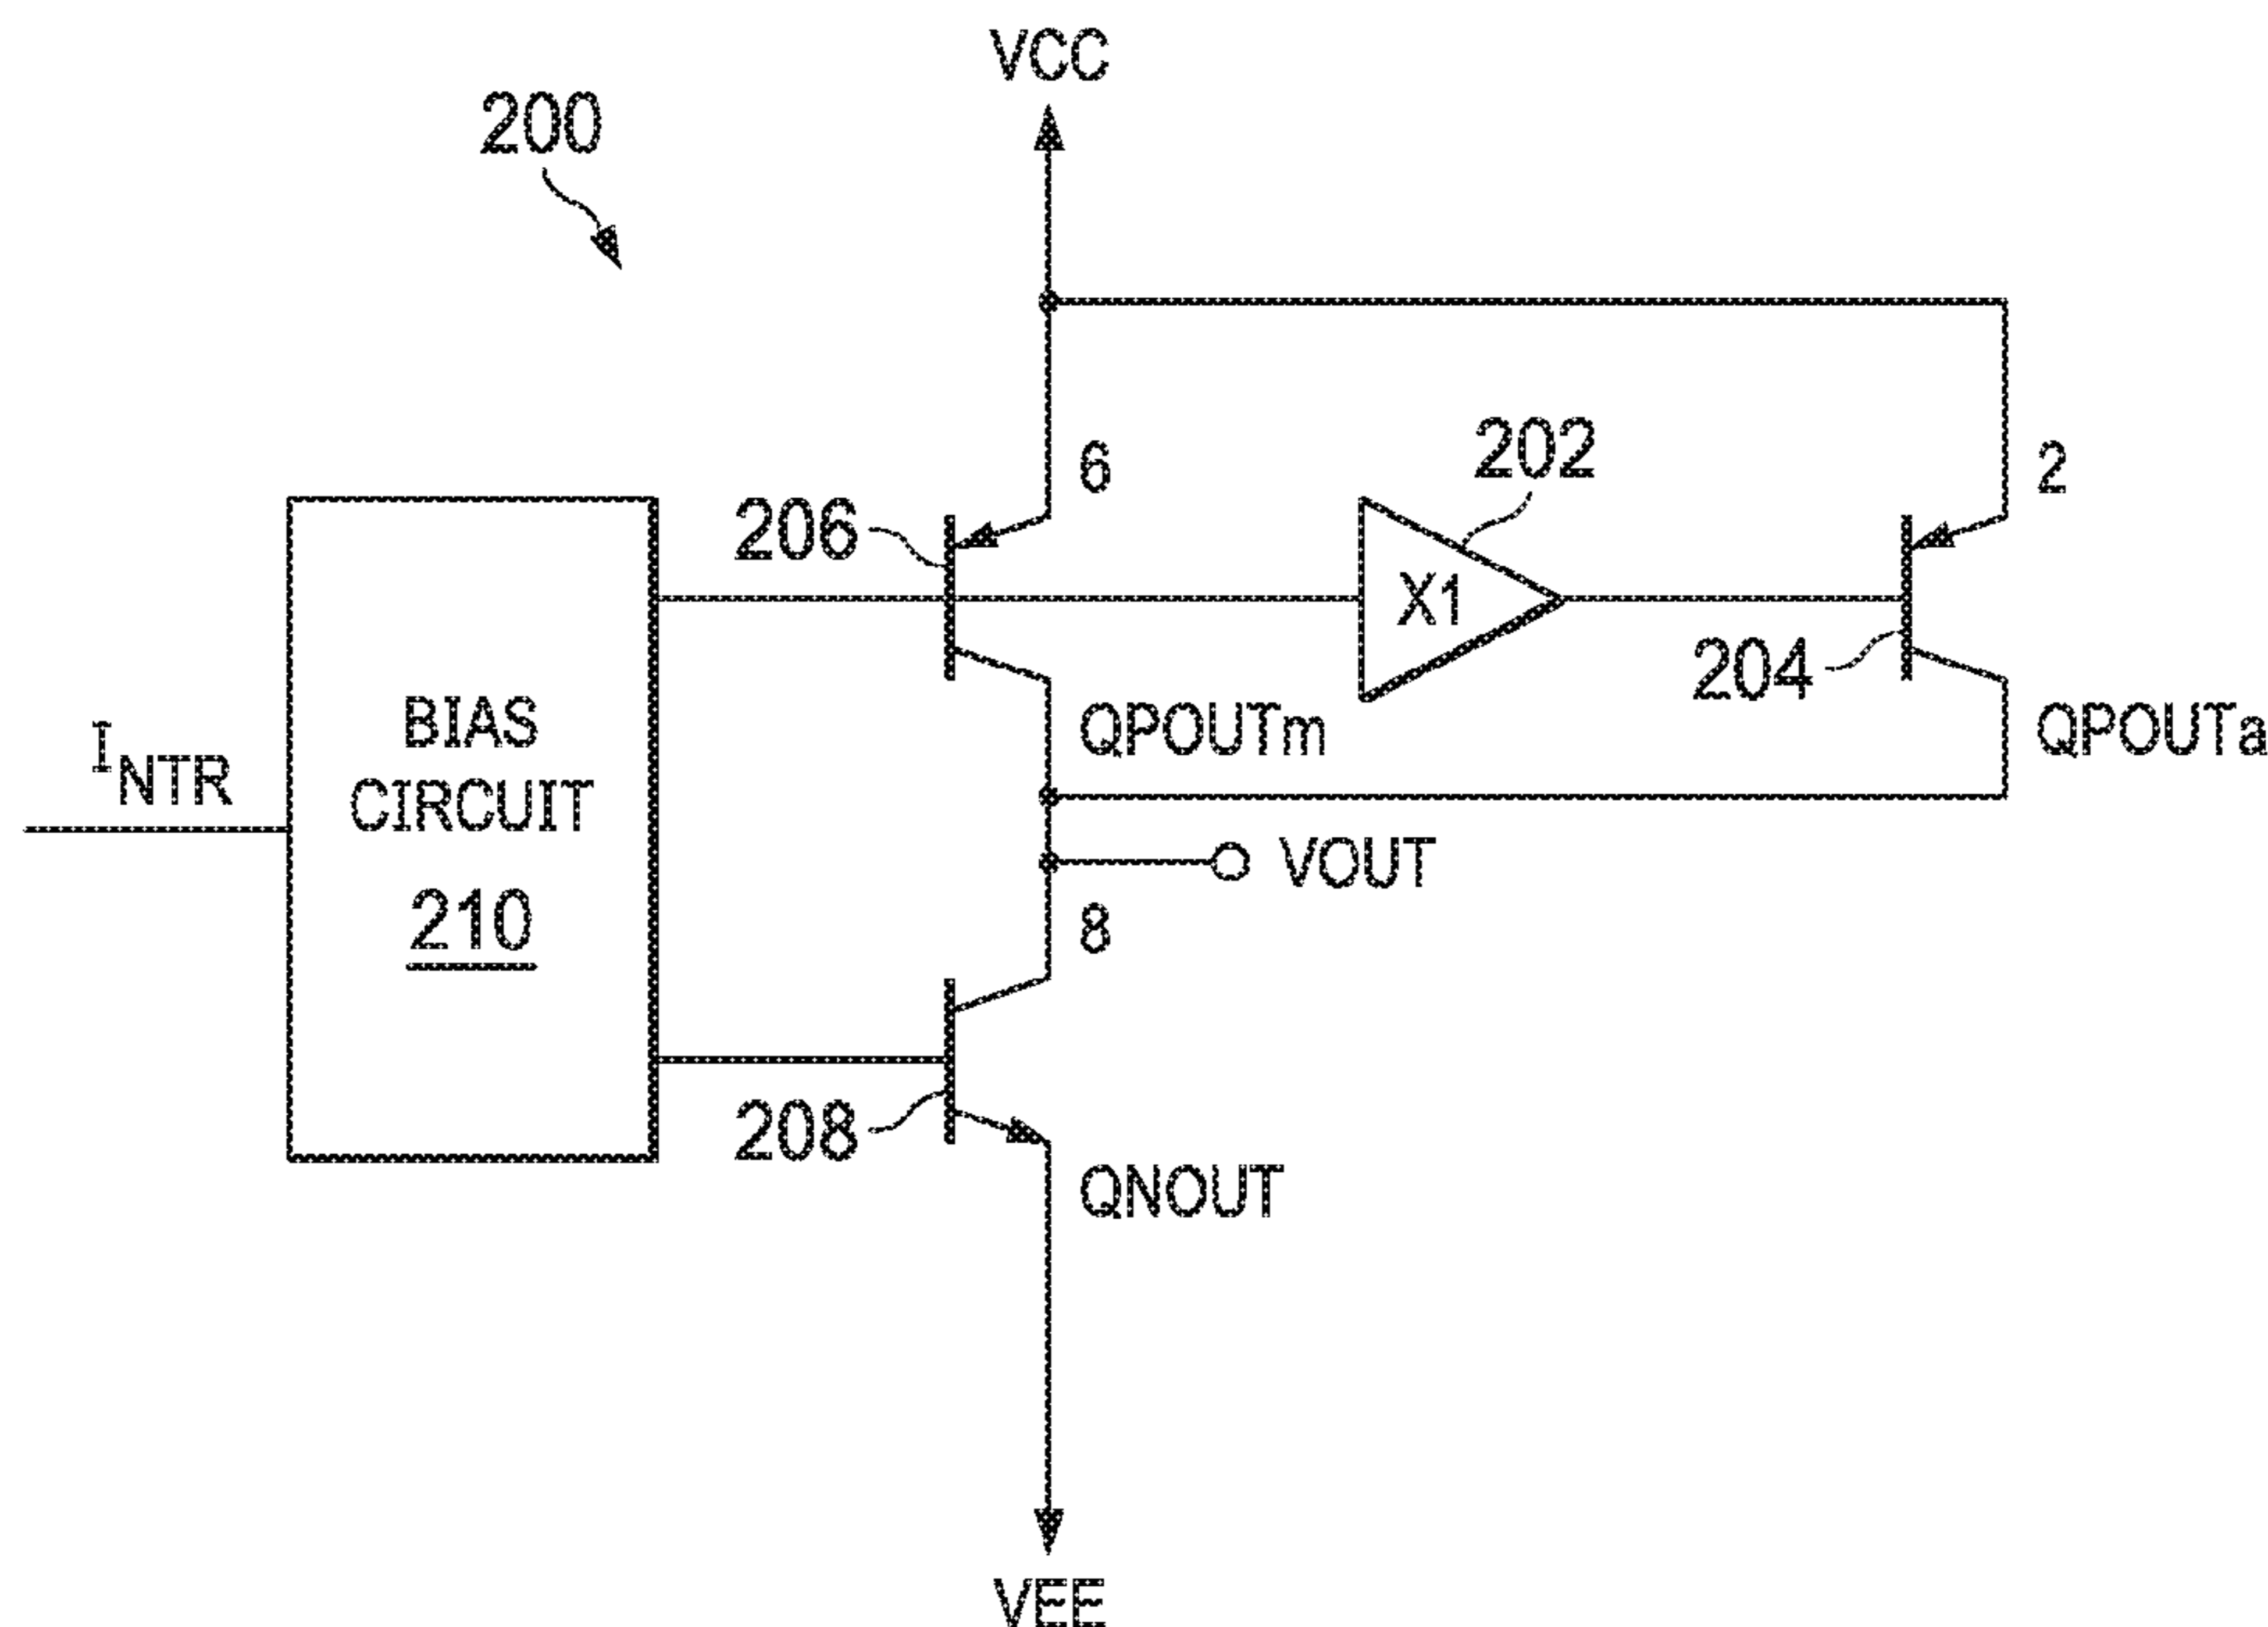 VCC
200
6
202
2
206
X1
204
BIAS
CIRCUIT
210
INTR
QPOUTm
QPOUTa
VOUT
8
208
QNOUT
VEE